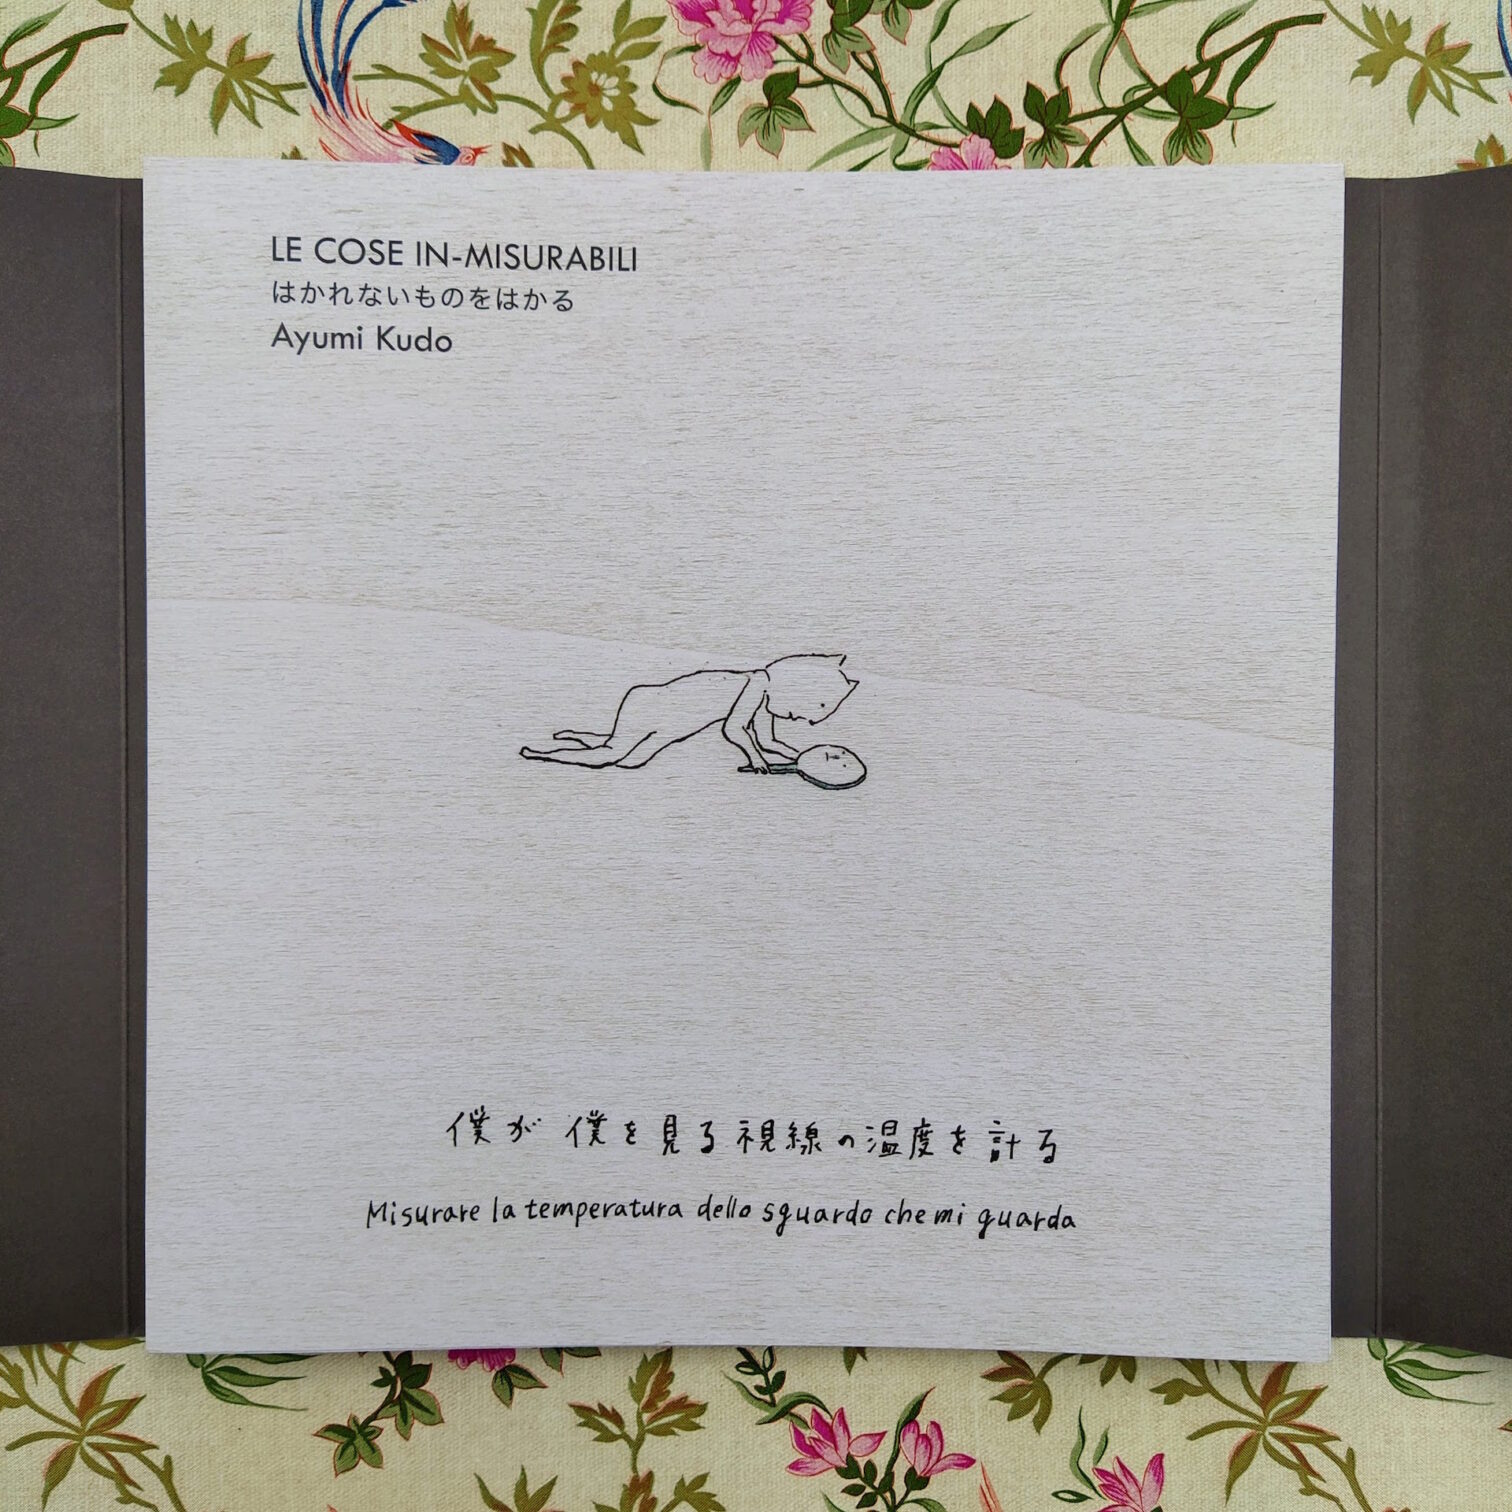 LE COSE IN-MISURABILI
はかれないものをはかる
Ayumi Kudo
僕が 僕を見る視線の温度を計る
Misurare la temperatura dello sguardo che mi guarda